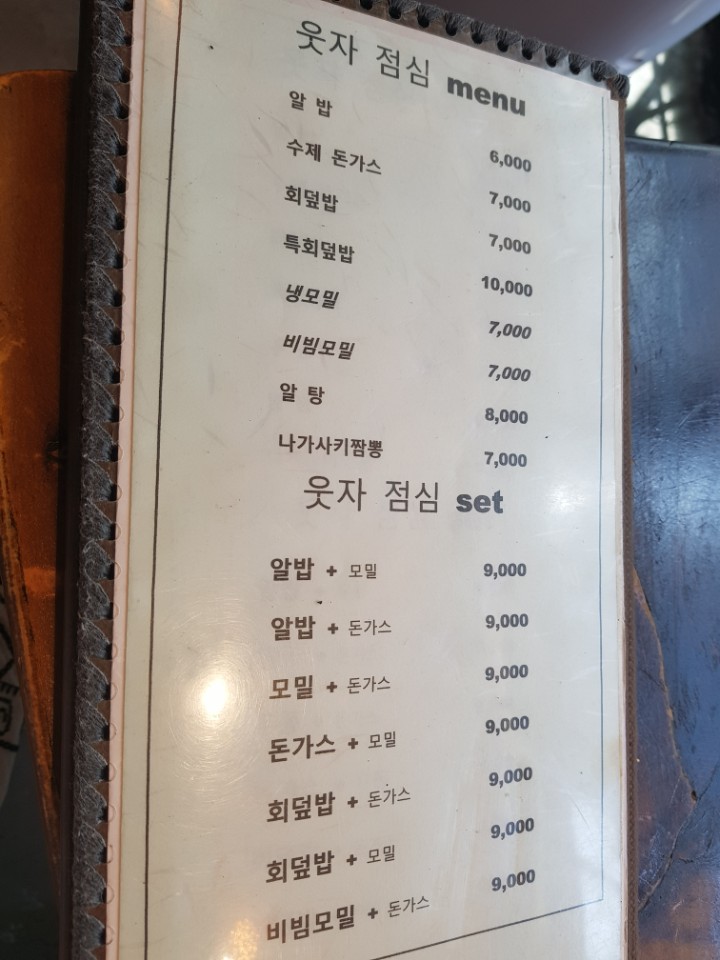 웃자 점심 menu
알 밥 6,000
수제 돈가스 7,000
회덮밥 7,000
특회덮밥 10,000
냉모밀 7,000
비빔모밀 7,000
알 탕 8,000
나가사키짬뽕 7,000
웃자 점심 set
알밥 + 모밀 9,000
알밥 + 돈가스 9,000
모밀 + 돈가스 9,000
돈가스 + 모밀 9,000
회덮밥 + 돈가스 9,000
회덮밥 + 모밀 9,000
비빔모밀 + 돈가스 9,000